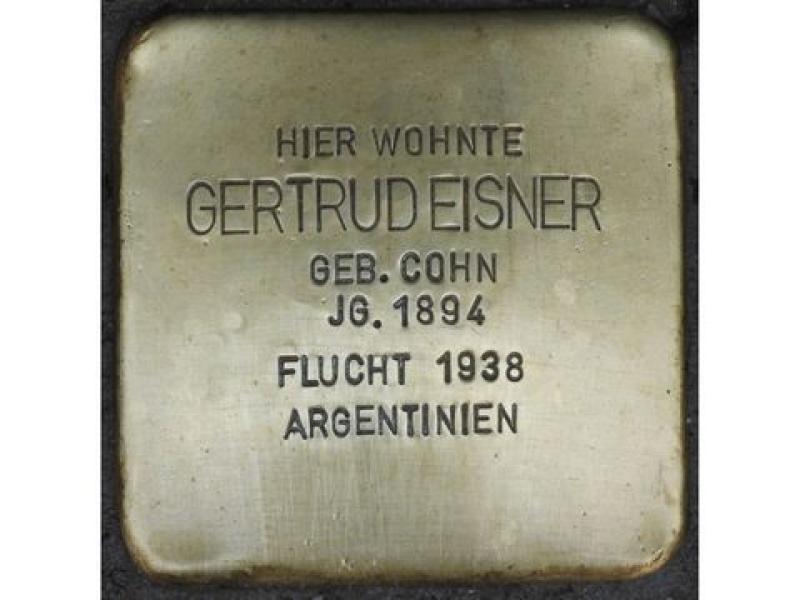 HIER WOHNTE
GERTRUD EISNER
GEB. COHN
JG. 1894
FLUCHT 1938
ARGENTINIEN